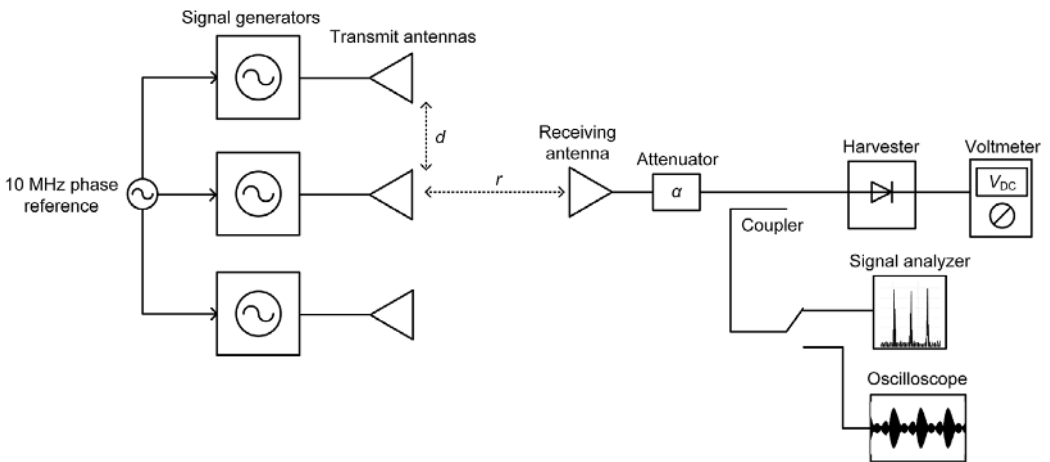 Signal generators
Transmit antennas
d
10 MHz phase
reference
r
Receiving
antenna
Attenuator
α
Coupler
Harvester
Voltmeter
VDC
Signal analyzer
Oscilloscope